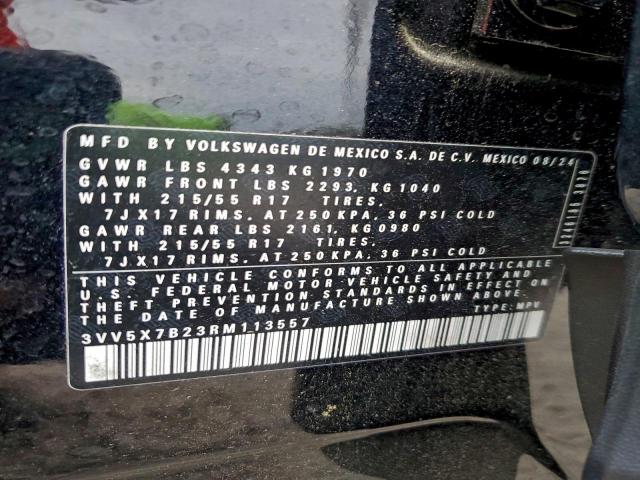 MFD BY VOLKSWAGEN DE MEXICO S.A. DE C.V. MEXICO 08/24
GVWR LBS 4343 KG 1970
GAWR FRONT LBS 2293, KG 1040
WITH 215/55 R17 TIRES,
7JX17 RIMS, AT 250 KPA, 36 PSI COLD
GAWR REAR LBS 2161, KG 0980
WITH 215/55 R17 TIRES,
7JX17 RIMS, AT 250 KPA, 36 PSI COLD
THIS VEHICLE CONFORMS TO ALL APPLICABLE
U.S. FEDERAL MOTOR VEHICLE SAFETY AND
THEFT PREVENTION STANDARDS IN EFFECT ON
THE DATE OF MANUFACTURE SHOWN ABOVE.
3VV5X7B23RM113557 TYPE: MPV